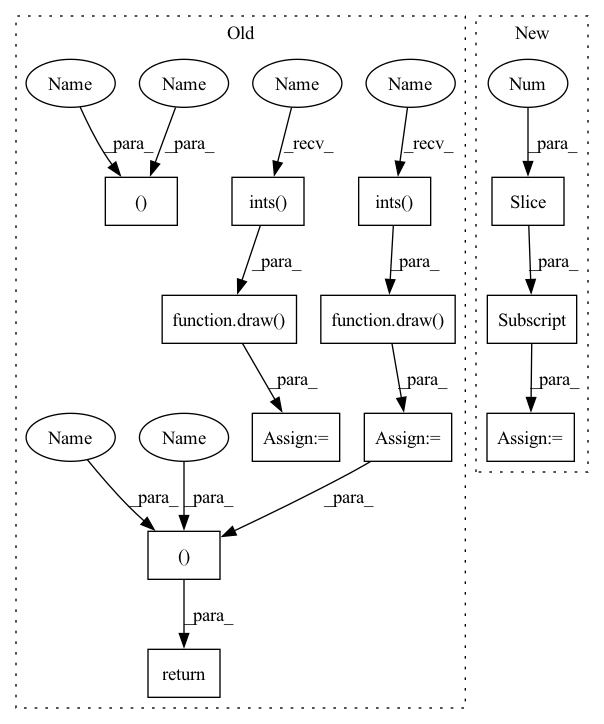 Old
New
Name
Name
Name
Name
Num
_para_
_para_
_recv_
_recv_
_para_
()
ints()
ints()
Slice
_para_
_para_
_para_
function.draw()
function.draw()
Subscript
_para_
_para_
_para_
Name
Name
Assign:=
Assign:=
Assign:=
_para_
_para_
_para_
()
_para_
return